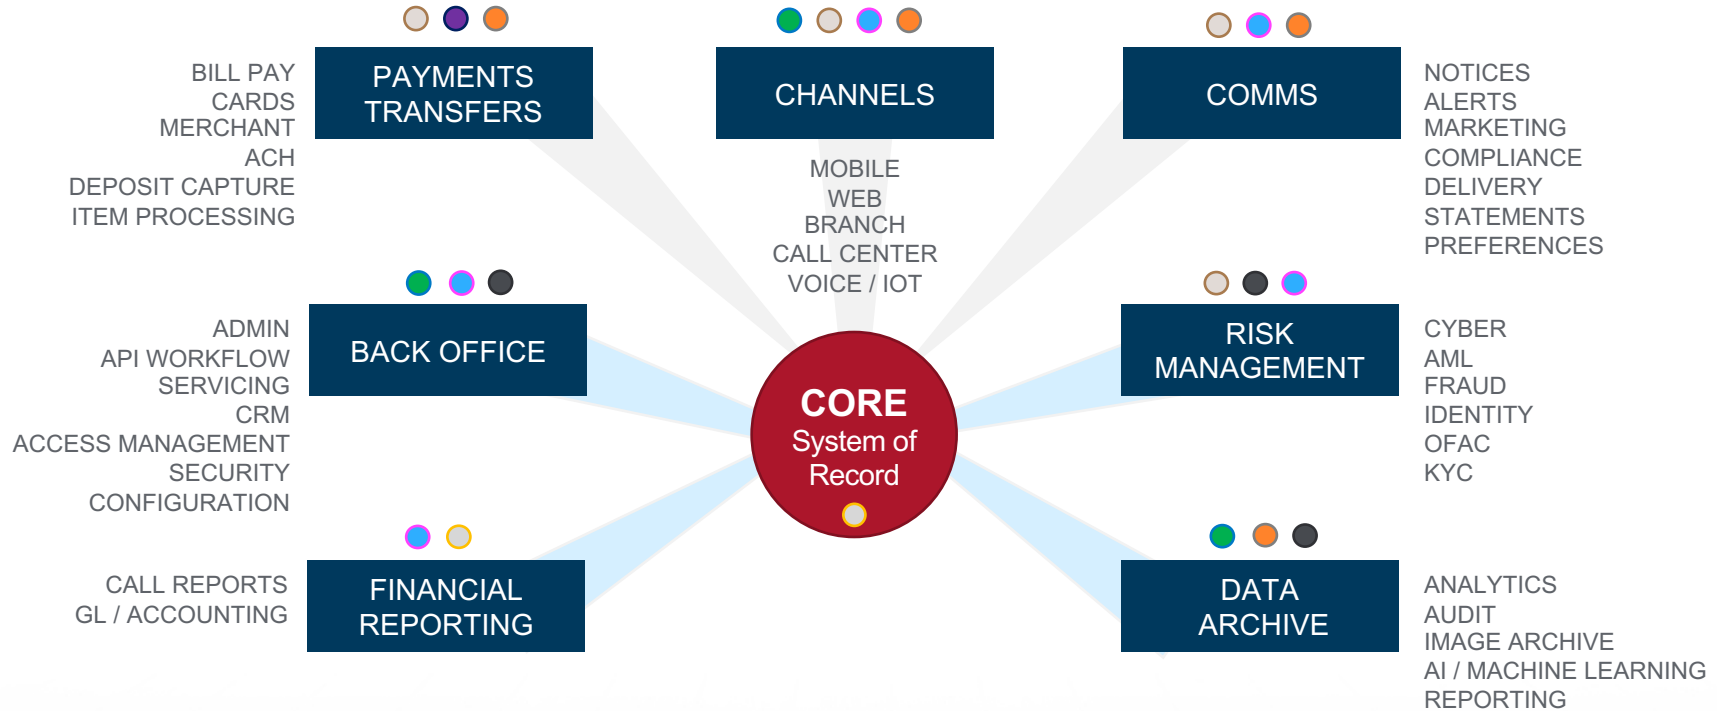 PAYMENTS
TRANSFERS
BILL PAY
CARDS
MERCHANT
ACH
DEPOSIT CAPTURE
ITEM PROCESSING
CHANNELS
MOBILE
WEB
BRANCH
CALL CENTER
VOICE / IOT
COMMS
NOTICES
ALERTS
MARKETING
COMPLIANCE
DELIVERY
STATEMENTS
PREFERENCES
BACK OFFICE
ADMIN
API WORKFLOW
SERVICING
CRM
ACCESS MANAGEMENT
SECURITY
CONFIGURATION
CORE
System of
Record
RISK
MANAGEMENT
CYBER
AML
FRAUD
IDENTITY
OFAC
KYC
FINANCIAL
REPORTING
CALL REPORTS
GL / ACCOUNTING
DATA
ARCHIVE
ANALYTICS
AUDIT
IMAGE ARCHIVE
AI / MACHINE LEARNING
REPORTING